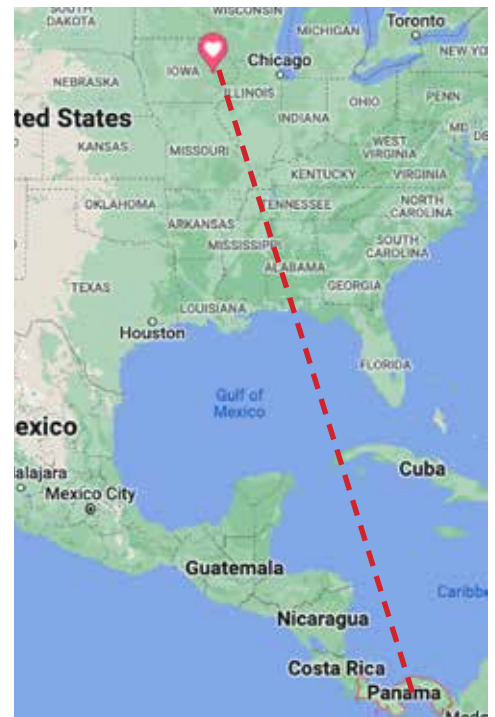 SOUTH
DAKOTA
WISCONSIN
Toronto
MICHIGAN
NEW YO
Chicago
IOWA
NEBRASKA
ILLINOIS
OHIO
PENN
INDIANA
ted States
MD
KANSAS
MISSOURI
WEST
VIRGINIA
KENTUCKY
VIRGINIA
OKLAHOMA
TENNESSEE
NORTH
CAROLINA
ARKANSAS
MISSISSIPPI
SOUTH
CAROLINA
ALABAMA
TEXAS
GEORGIA
LOUISIANA
Houston
FLORIDA
Gulf of
Mexico
exico
alajara
Cuba
Mexico City
Guatemala
Caribbe
Nicaragua
Costa Rica
Panama